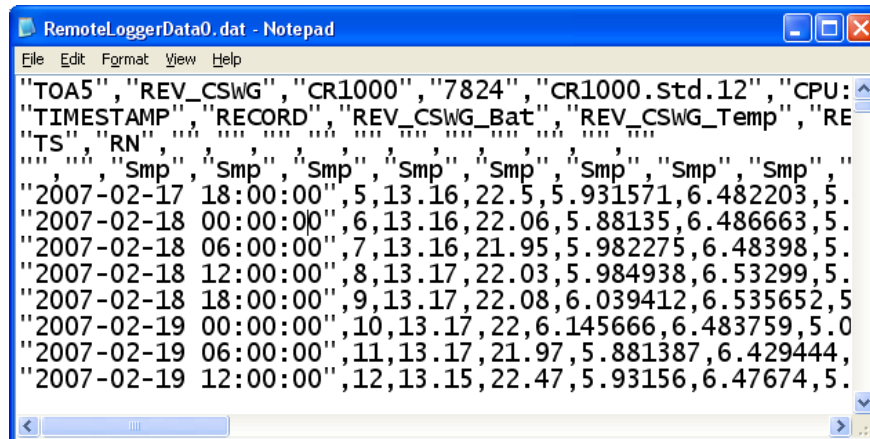 RemoteLoggerData0.dat - Notepad
File Edit Format View Help
"TOA5","REV_CSWG","CR1000","7824","CR1000.Std.12","CPU:
"TIMESTAMP","RECORD","REV_CSWG_Bat","REV_CSWG_Temp","RE
"TS","RN","","","","","","","","",""
"","","Smp","Smp","Smp","Smp","Smp","Smp","Smp","Smp","
"2007-02-17 18:00:00",5,13.16,22.5,5.931571,6.482203,5.
"2007-02-18 00:00:00",6,13.16,22.06,5.88135,6.486663,5.
"2007-02-18 06:00:00",7,13.16,21.95,5.982275,6.48398,5.
"2007-02-18 12:00:00",8,13.17,22.03,5.984938,6.53299,5.
"2007-02-18 18:00:00",9,13.17,22.08,6.039412,6.535652,5
"2007-02-19 00:00:00",10,13.17,22,6.145666,6.483759,5.0
"2007-02-19 06:00:00",11,13.17,21.97,5.881387,6.429444,
"2007-02-19 12:00:00",12,13.15,22.47,5.93156,6.47674,5.